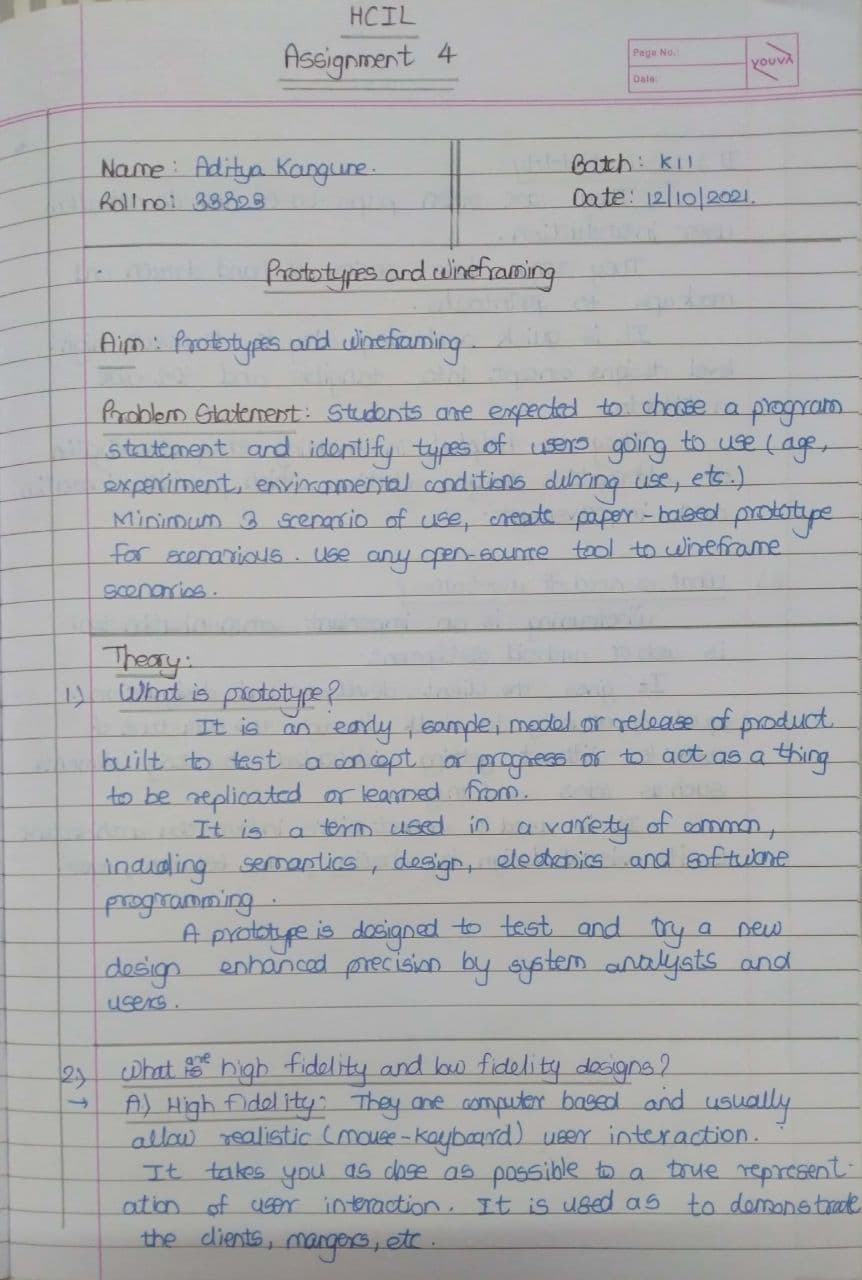 HCIL
Assignment 4
Page No.:
Date:
YOUVA
Name : Aditya Kangune.
Roll no: 33323
Batch: K11
Date: 12/10/2021.
Prototypes and wireframing
Aim : Prototypes and wireframing.
Problem Statement: Students are expected to choose a program
statement and identify types of users going to use (age,
experiment, environmental conditions during use, etc.)
Minimum 3 scenario of use, create paper-based prototype
for scenarious. Use any open-source tool to wireframe
scenarios.
Theory:
1.) What is prototype?
It is an early, sample, model or release of product
built to test a concept or progress or to act as a thing
to be replicated or learned from.
It is a term used in a variety of common,
including semantics, design, electronics and software
programming.
A prototype is designed to test and try a new
design enhanced precision by system analysts and
users.
2.) What are high fidelity and low fidelity designs?
→ A) High fidelity: They are computer based and usually
allow realistic (mouse-kayboard) user interaction.
It takes you as close as possible to a true represent-
ation of user interaction. It is used as to demonstrate
the clients, mangers, etc.